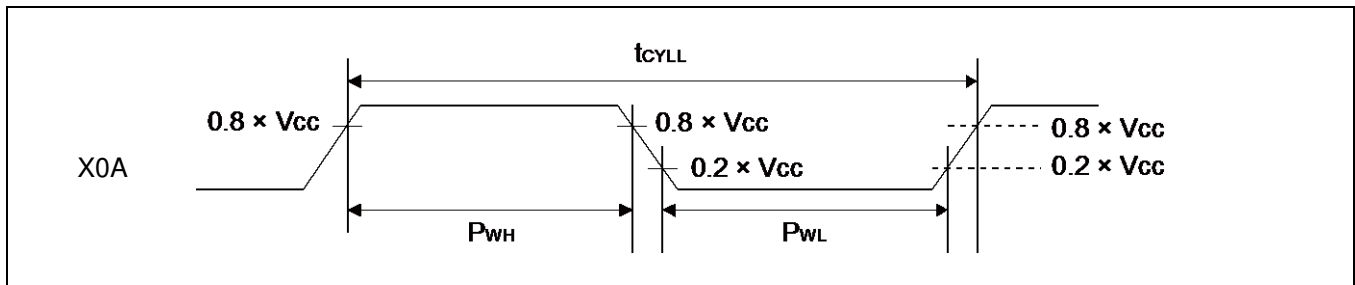 tCYLL
0.8 × Vcc
0.8 × Vcc
0.8 × Vcc
X0A
0.2 × Vcc
0.2 × Vcc
PWH
PWL